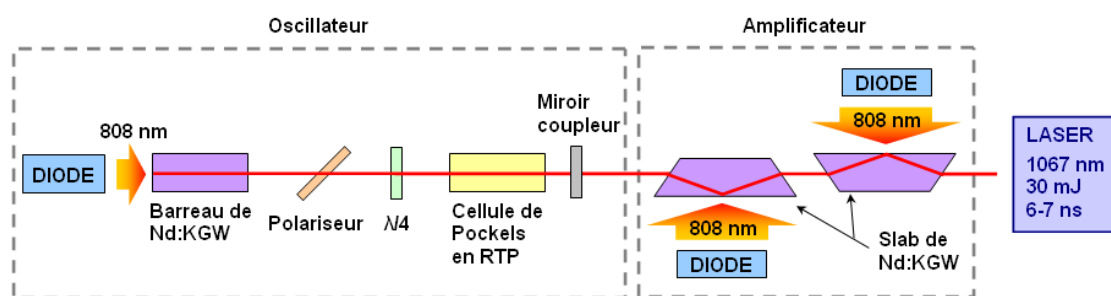 Oscillateur
Amplificateur
DIODE
808 nm
Barreau de
Nd:KGW
Polariseur
λ/4
Cellule de
Pockels
en RTP
Miroir
coupleur
DIODE
808 nm
808 nm
DIODE
Slab de
Nd:KGW
LASER
1067 nm
30 mJ
6-7 ns